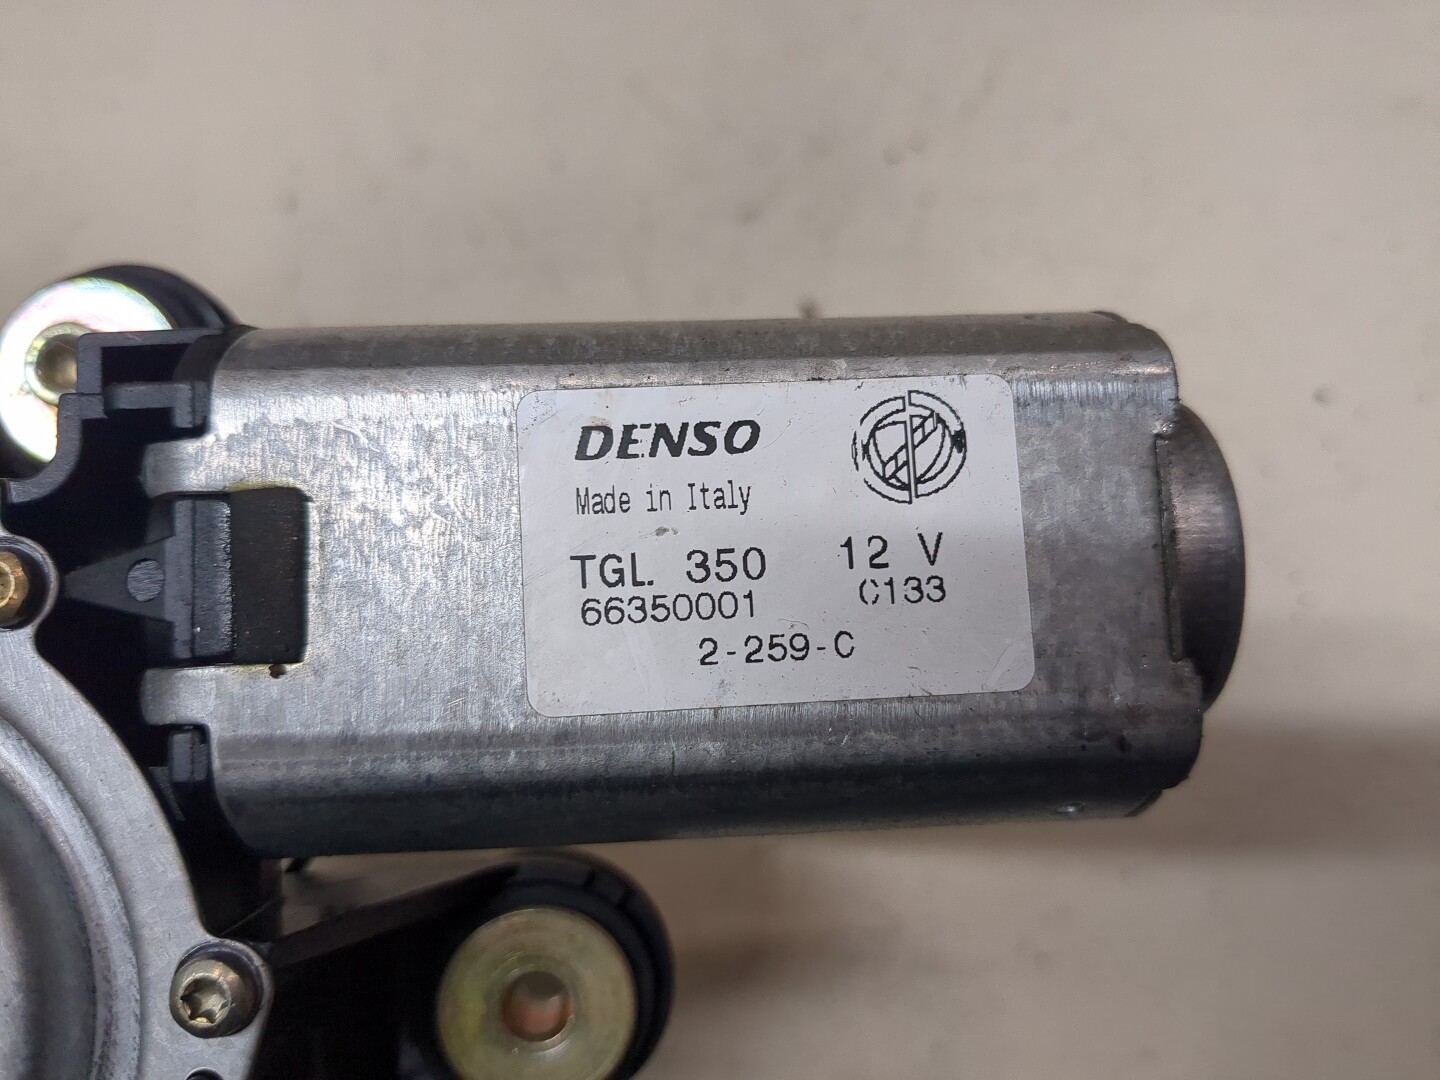 DENSO
Made in Italy
TGL. 350 12 V
66350001 C133
2-259-C